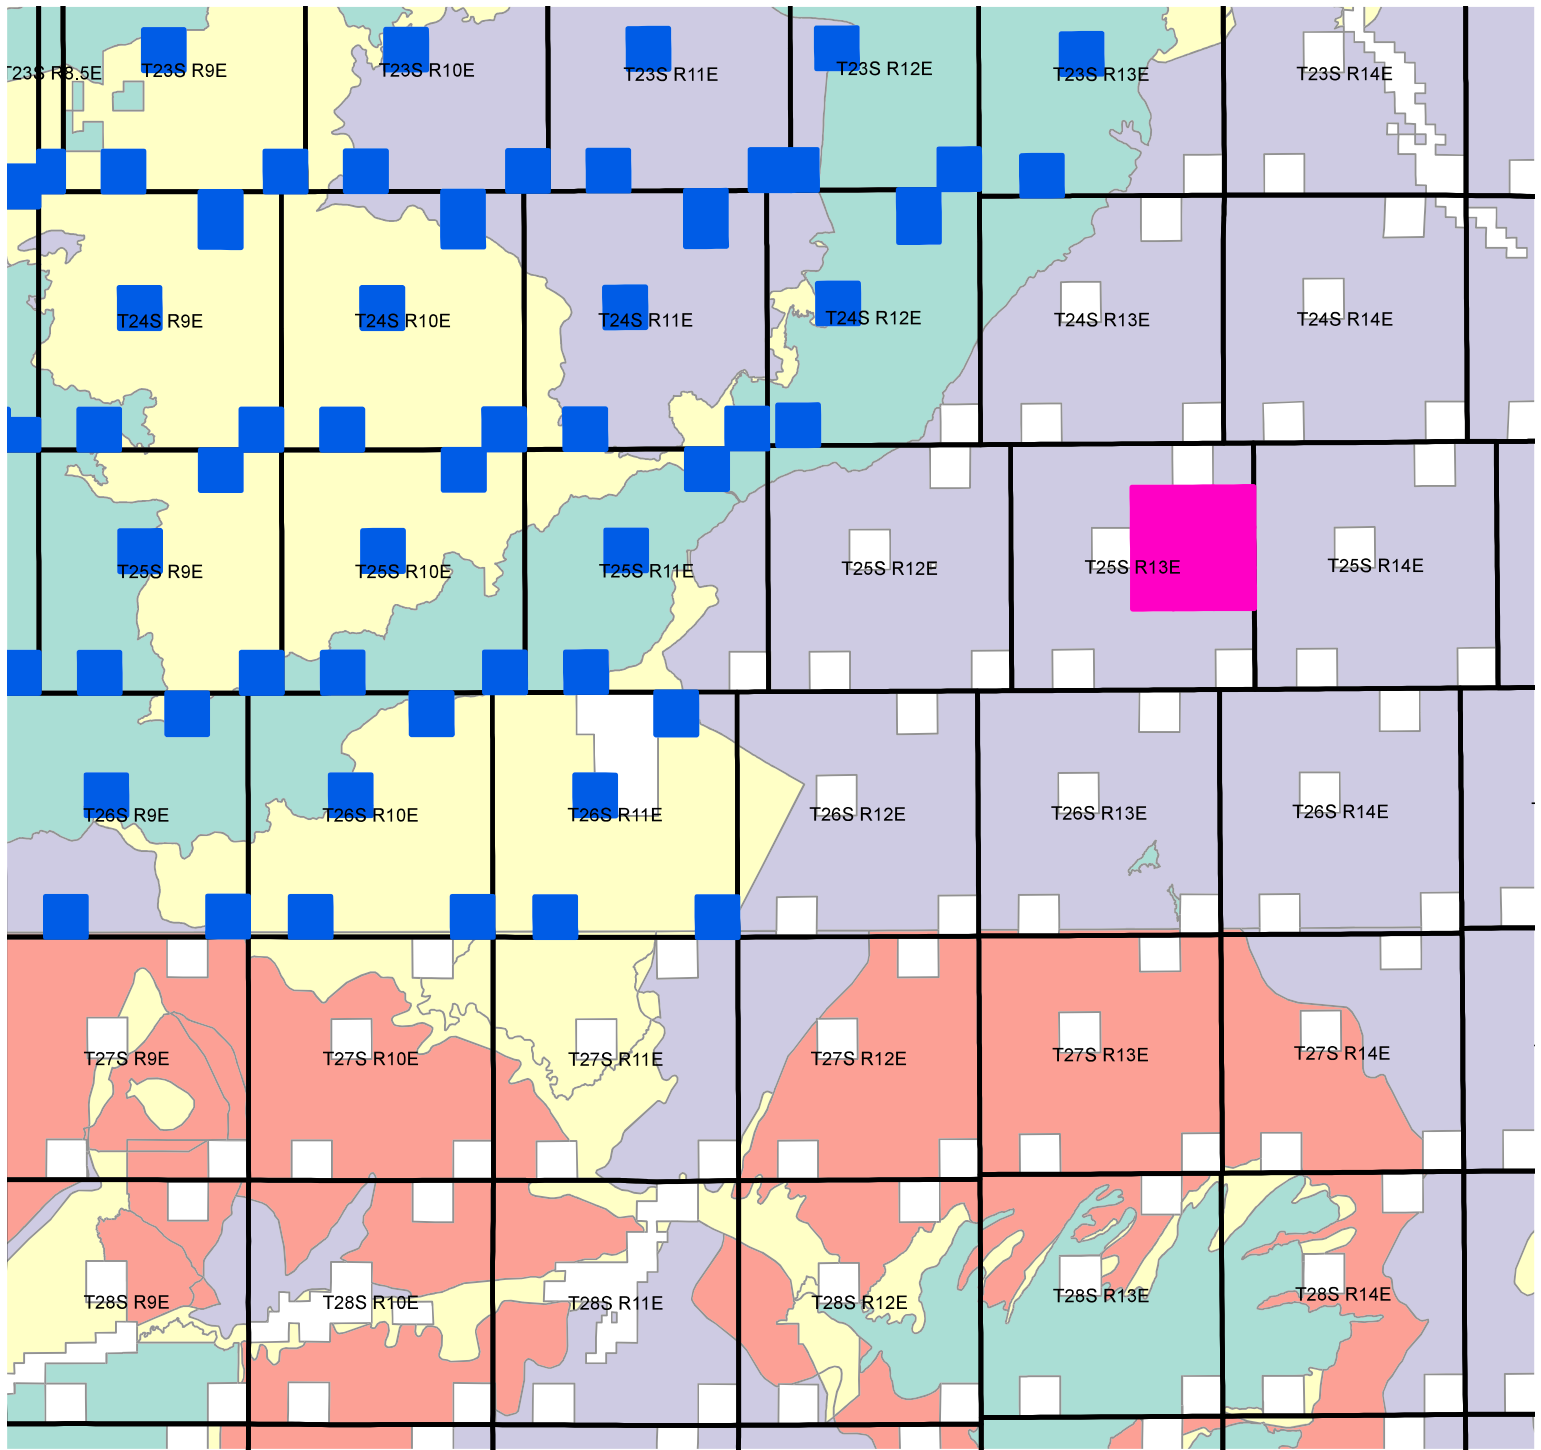 T23S R8.5E
T23S R9E
T23S R10E
T23S R11E
T23S R12E
T23S R13E
T23S R14E
T24S R9E
T24S R10E
T24S R11E
T24S R12E
T24S R13E
T24S R14E
T25S R9E
T25S R10E
T25S R11E
T25S R12E
T25S R13E
T25S R14E
T26S R9E
T26S R10E
T26S R11E
T26S R12E
T26S R13E
T26S R14E
T27S R9E
T27S R10E
T27S R11E
T27S R12E
T27S R13E
T27S R14E
T28S R9E
T28S R10E
T28S R11E
T28S R12E
T28S R13E
T28S R14E